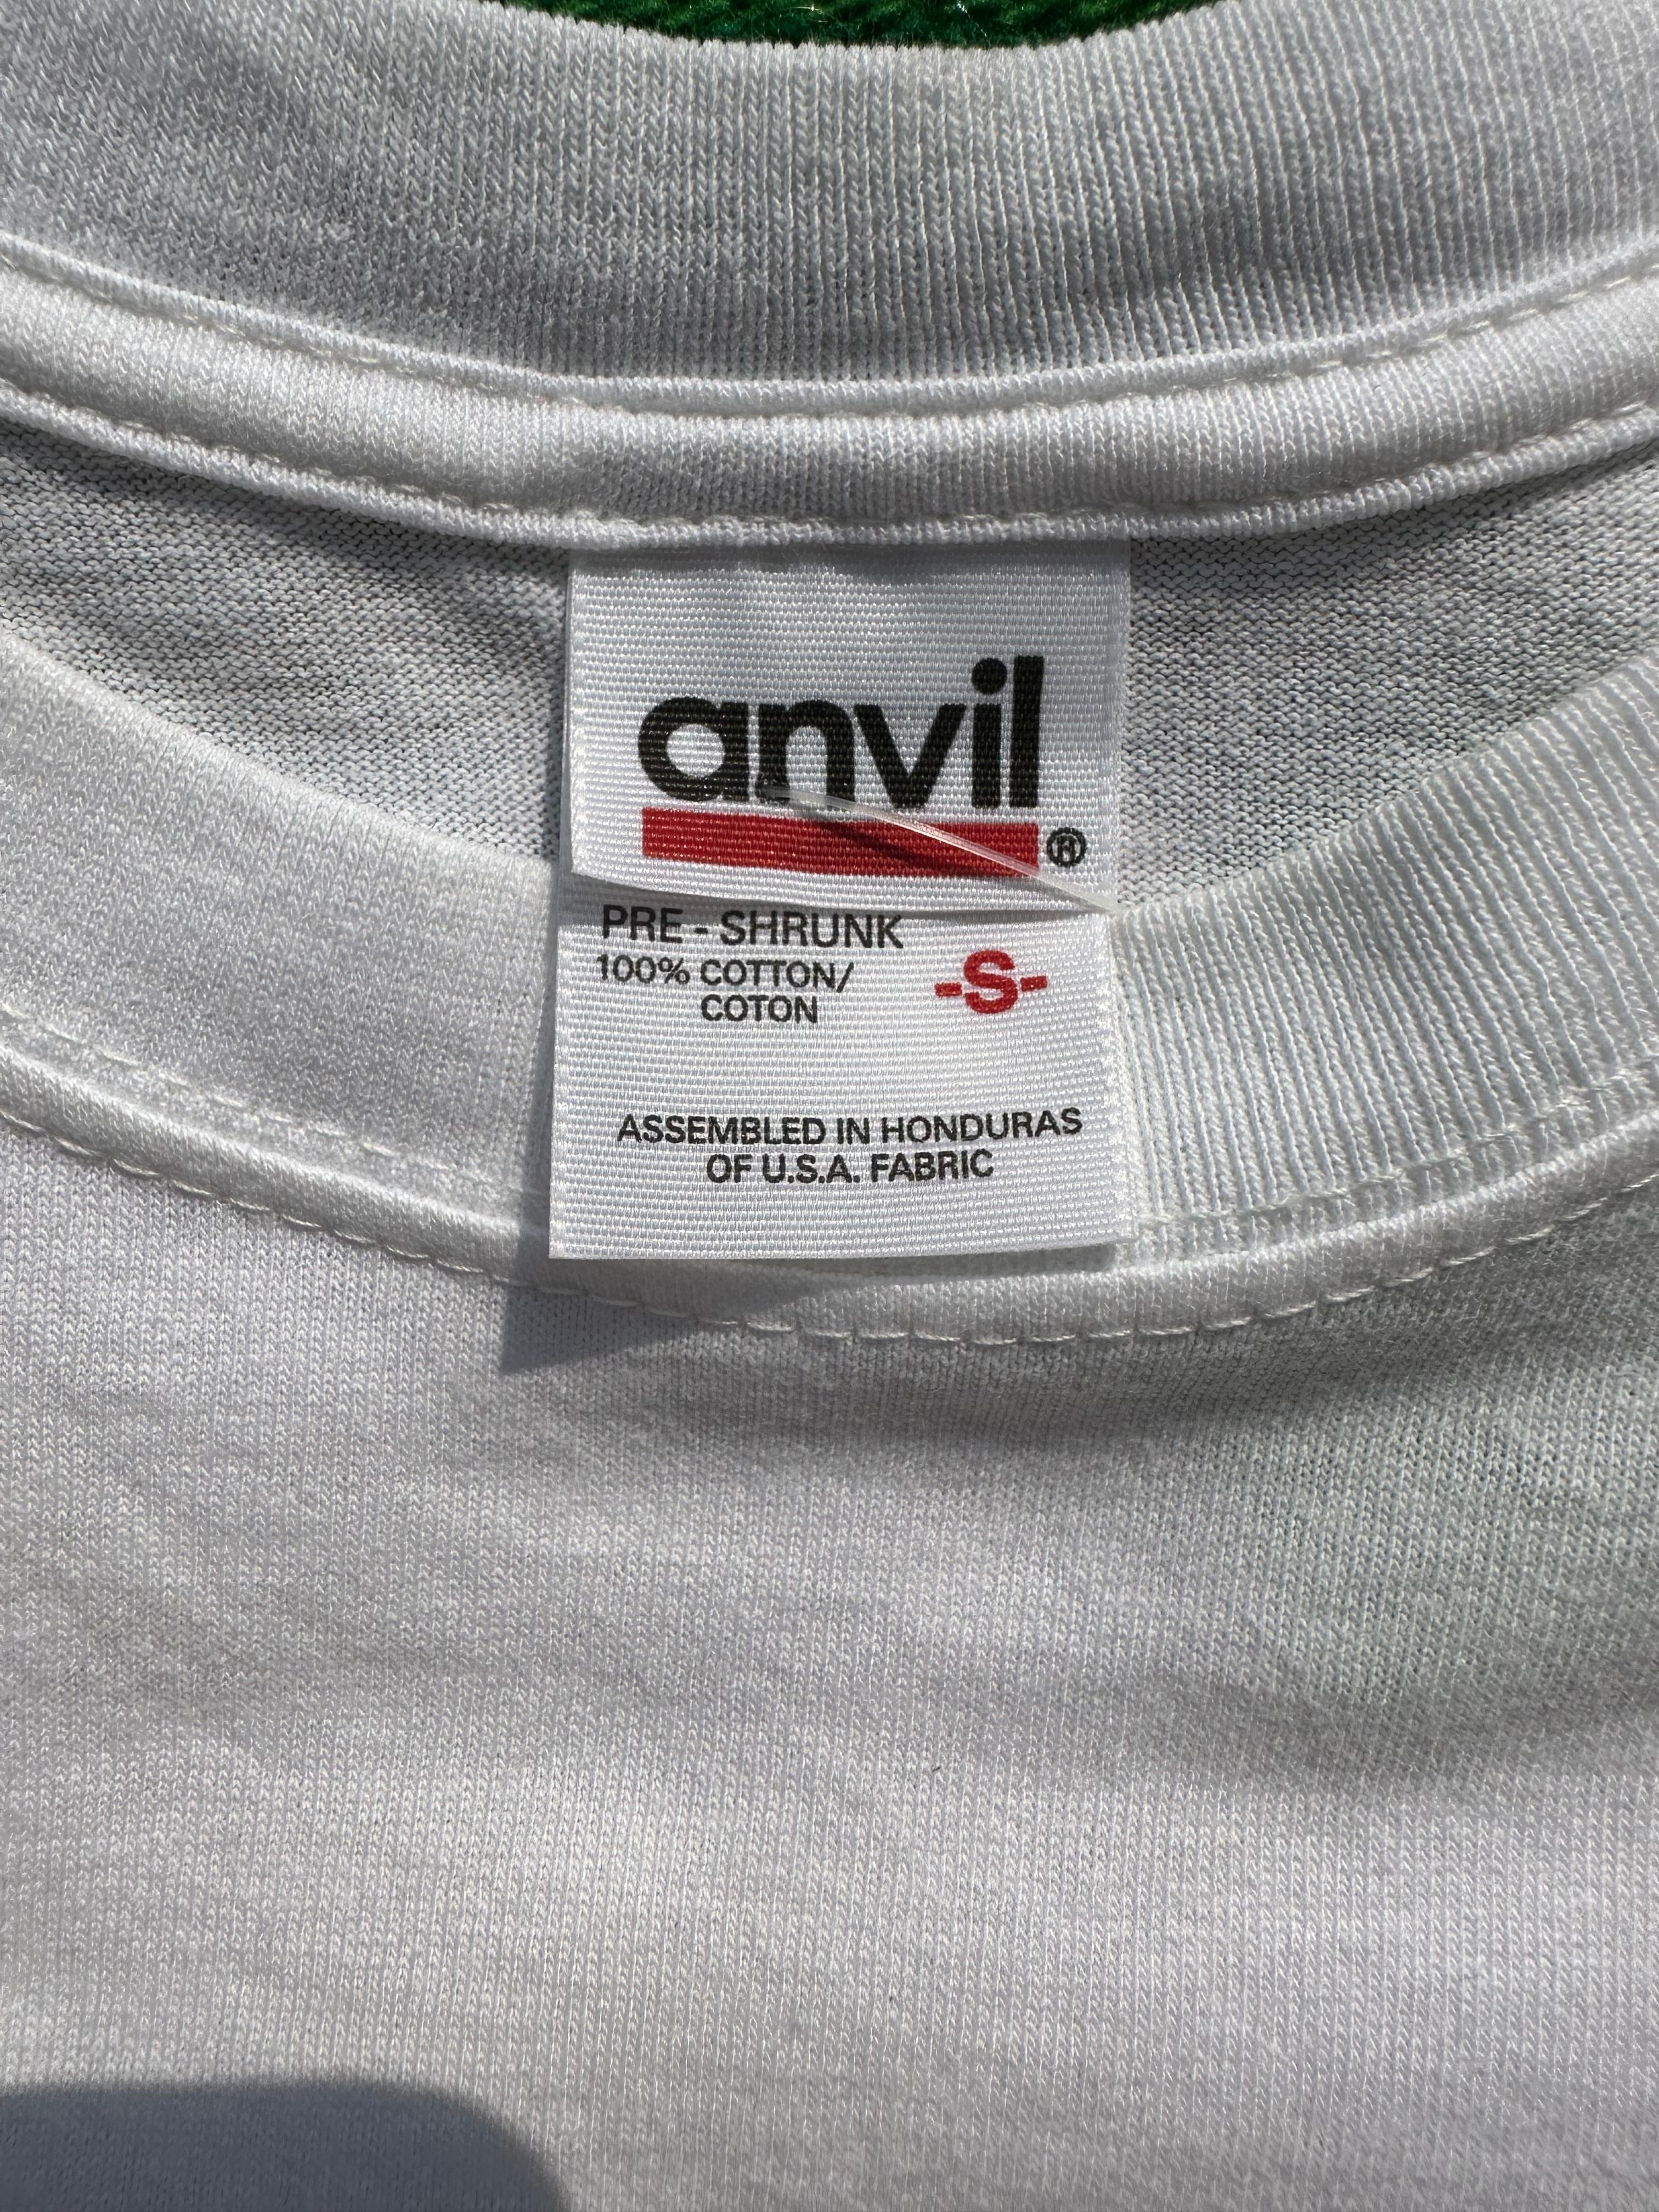 anvil
®
PRE - SHRUNK
100% COTTON/
COTON
-S-
ASSEMBLED IN HONDURAS
OF U.S.A. FABRIC